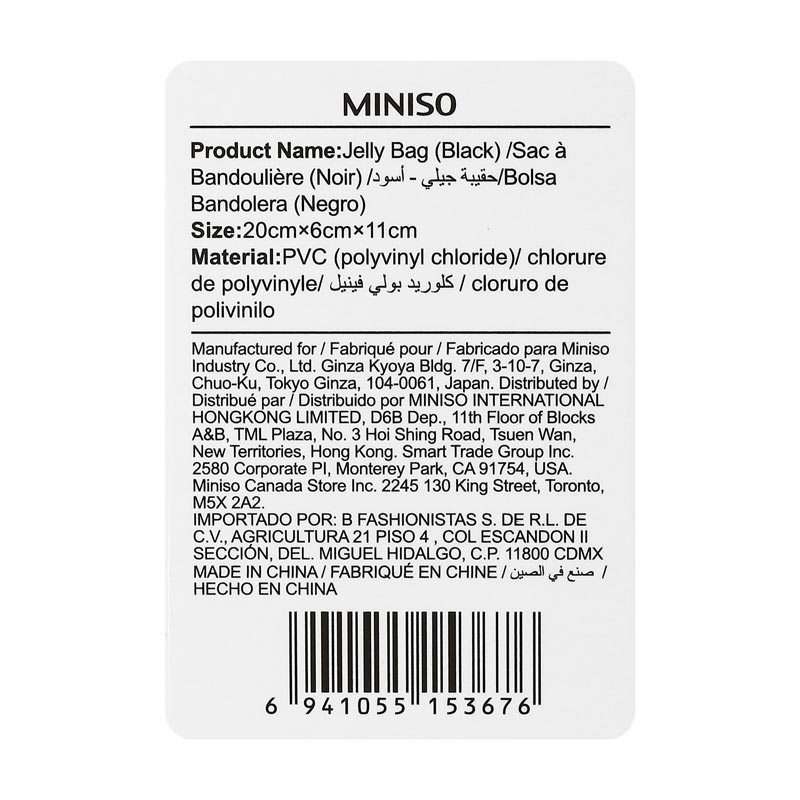 MINISO
Product Name:Jelly Bag (Black) /Sac à
Bandoulière (Noir) /حقيبة جيلي - أسود/Bolsa
Bandolera (Negro)
Size:20cm×6cm×11cm
Material:PVC (polyvinyl chloride)/ chlorure
de polyvinyle/ كلوريد بولي فينيل / cloruro de
polivinilo
Manufactured for / Fabriqué pour / Fabricado para Miniso
Industry Co., Ltd. Ginza Kyoya Bldg. 7/F, 3-10-7, Ginza,
Chuo-Ku, Tokyo Ginza, 104-0061, Japan. Distributed by /
Distribué par / Distribuido por MINISO INTERNATIONAL
HONGKONG LIMITED, D6B Dep., 11th Floor of Blocks
A&B, TML Plaza, No. 3 Hoi Shing Road, Tsuen Wan,
New Territories, Hong Kong. Smart Trade Group Inc.
2580 Corporate Pl, Monterey Park, CA 91754, USA.
Miniso Canada Store Inc. 2245 130 King Street, Toronto,
M5X 2A2.
IMPORTADO POR: B FASHIONISTAS S. DE R.L. DE
C.V., AGRICULTURA 21 PISO 4 , COL ESCANDON II
SECCIÓN, DEL. MIGUEL HIDALGO, C.P. 11800 CDMX
MADE IN CHINA / FABRIQUÉ EN CHINE / صنع في الصين /
HECHO EN CHINA
6 941055 153676